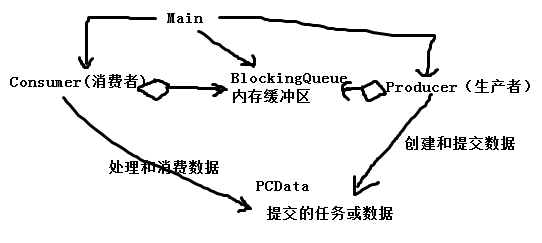 Main
Consumer(消费者)
BlockingQueue
内存缓冲区
Producer（生产者）
创建和提交数据
处理和消费数据
PCData
提交的任务或数据